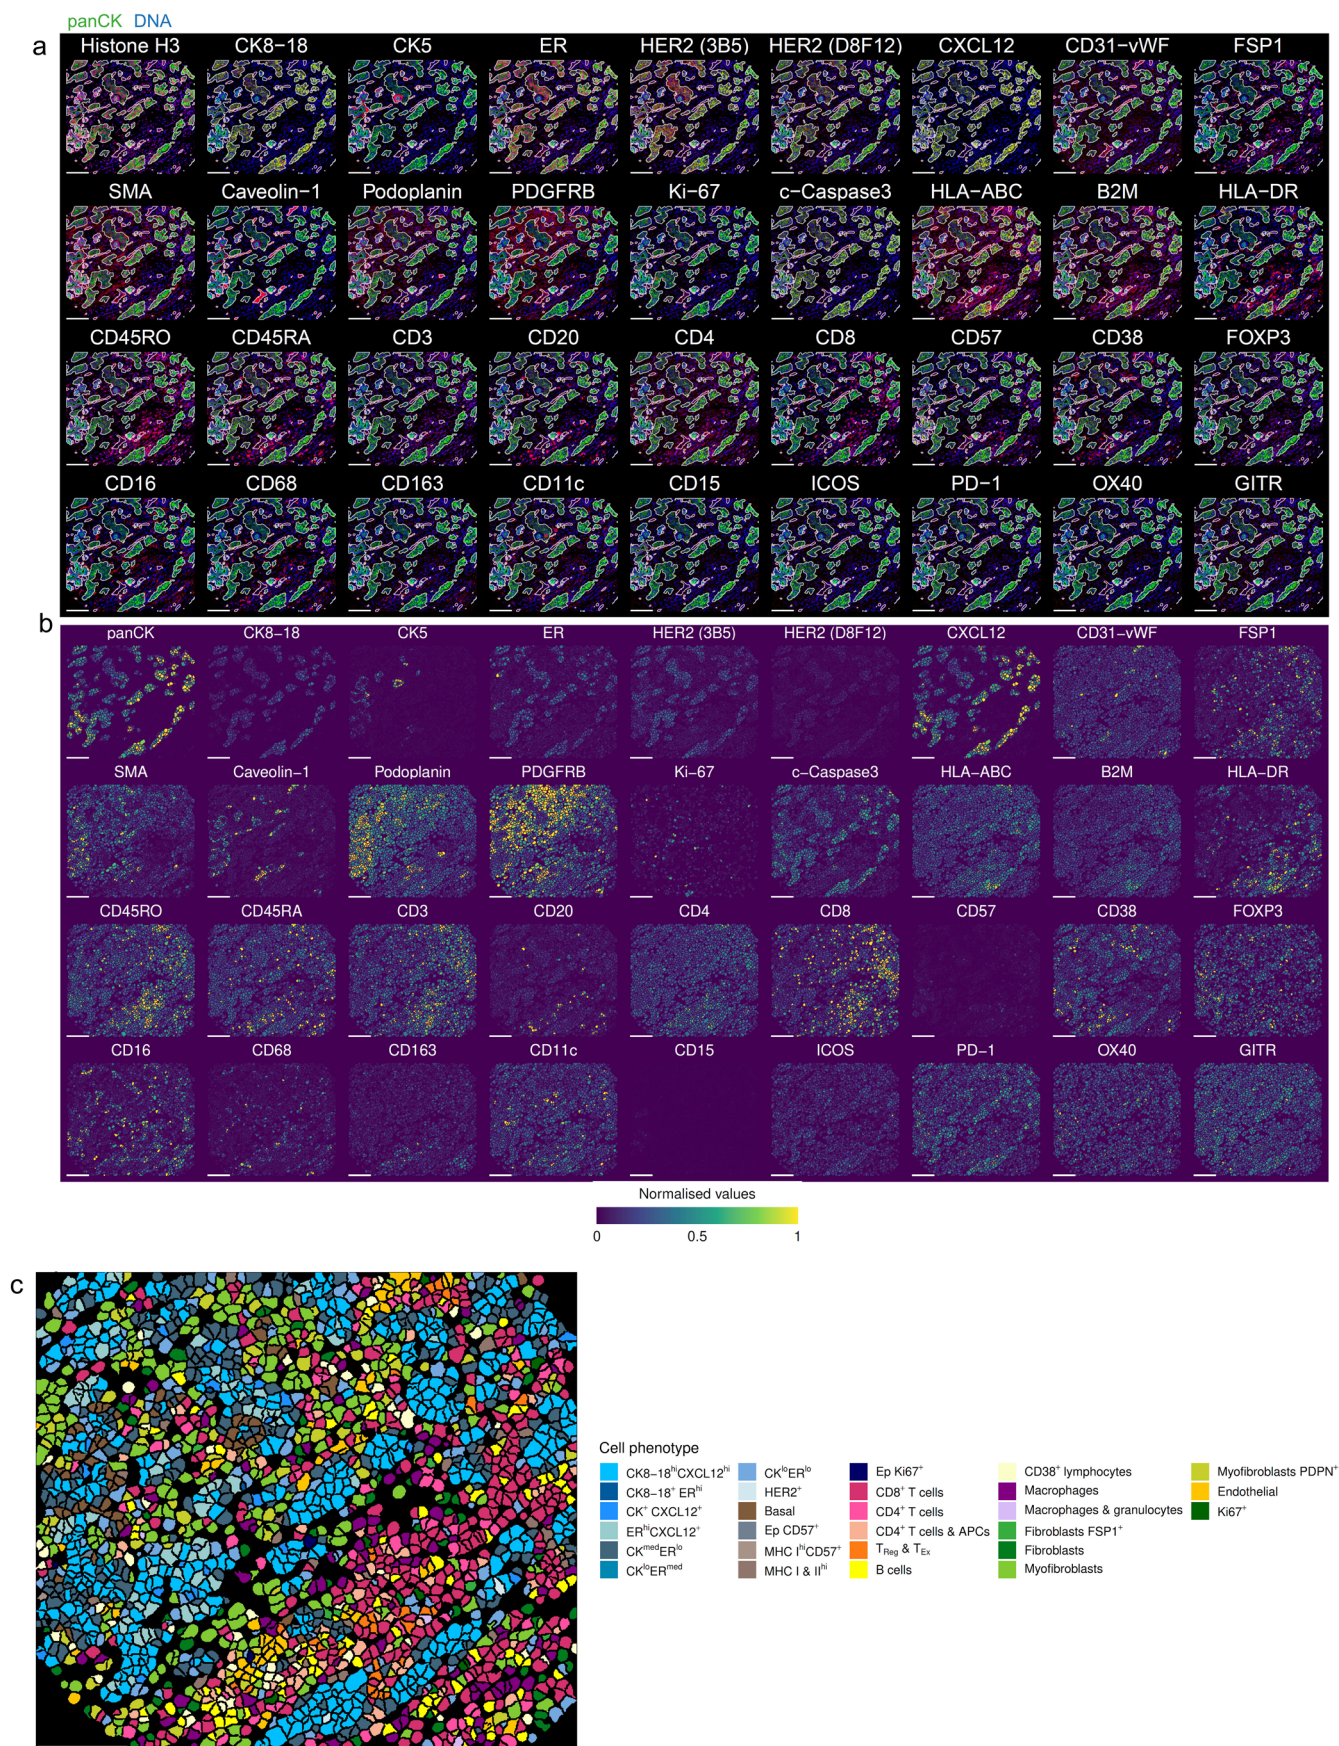 panCK DNA
a
Histone H3 CK8−18 CK5 ER HER2 (3B5) HER2 (D8F12) CXCL12 CD31−vWF FSP1
SMA Caveolin−1 Podoplanin PDGFRB Ki−67 c−Caspase3 HLA−ABC B2M HLA−DR
CD45RO CD45RA CD3 CD20 CD4 CD8 CD57 CD38 FOXP3
CD16 CD68 CD163 CD11c CD15 ICOS PD−1 OX40 GITR
b
panCK CK8−18 CK5 ER HER2 (3B5) HER2 (D8F12) CXCL12 CD31−vWF FSP1
SMA Caveolin−1 Podoplanin PDGFRB Ki−67 c−Caspase3 HLA−ABC B2M HLA−DR
CD45RO CD45RA CD3 CD20 CD4 CD8 CD57 CD38 FOXP3
CD16 CD68 CD163 CD11c CD15 ICOS PD−1 OX40 GITR
Normalised values
0 0.5 1
c
Cell phenotype
CK8−18hiCXCL12hi CKloERlo Ep Ki67+ CD38+ lymphocytes Myofibroblasts PDPN+
CK8−18+ ERhi HER2+ CD8+ T cells Macrophages Endothelial
CK+ CXCL12+ Basal CD4+ T cells Macrophages & granulocytes Ki67+
ERhiCXCL12+ Ep CD57+ CD4+ T cells & APCs Fibroblasts FSP1+
CKmedERlo MHC IhiCD57+ TReg & TEx Fibroblasts
CKloERmed MHC I & IIhi B cells Myofibroblasts